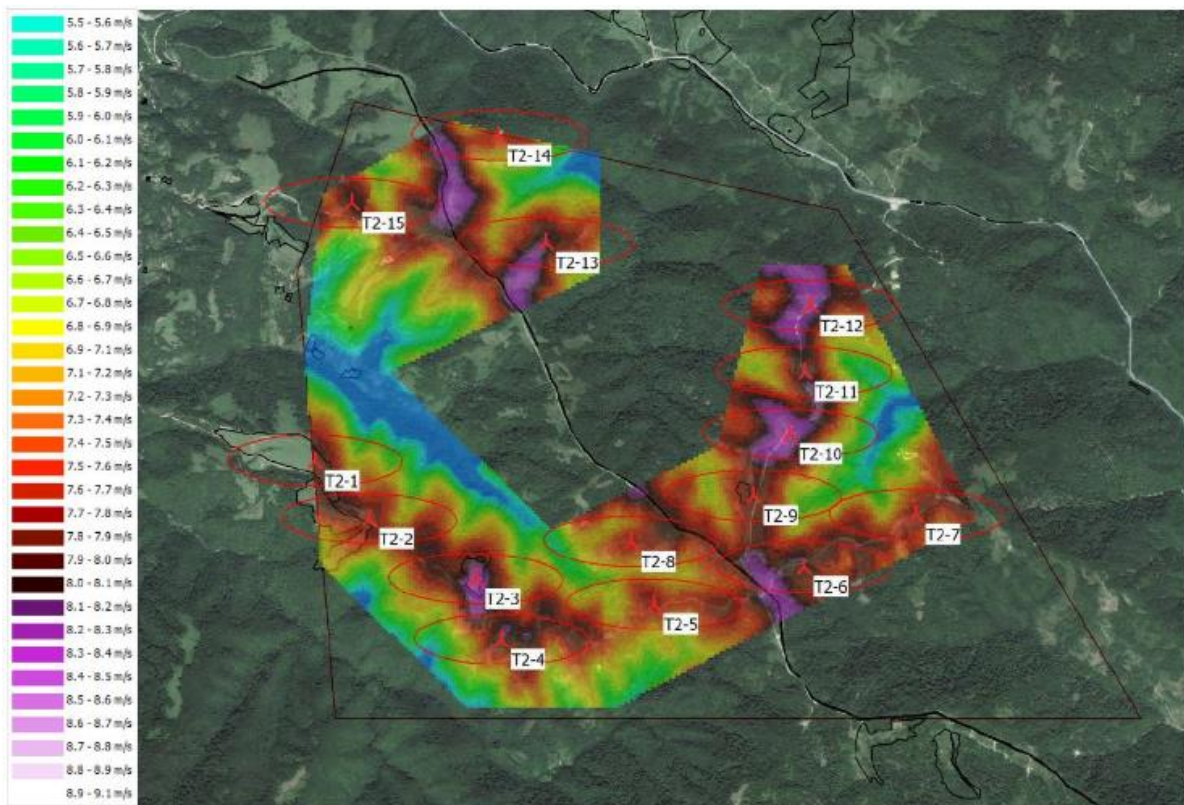 5.5 - 5.6 m/s
5.6 - 5.7 m/s
5.7 - 5.8 m/s
5.8 - 5.9 m/s
5.9 - 6.0 m/s
6.0 - 6.1 m/s
6.1 - 6.2 m/s
6.2 - 6.3 m/s
6.3 - 6.4 m/s
6.4 - 6.5 m/s
6.5 - 6.6 m/s
6.6 - 6.7 m/s
6.7 - 6.8 m/s
6.8 - 6.9 m/s
6.9 - 7.1 m/s
7.1 - 7.2 m/s
7.2 - 7.3 m/s
7.3 - 7.4 m/s
7.4 - 7.5 m/s
7.5 - 7.6 m/s
7.6 - 7.7 m/s
7.7 - 7.8 m/s
7.8 - 7.9 m/s
7.9 - 8.0 m/s
8.0 - 8.1 m/s
8.1 - 8.2 m/s
8.2 - 8.3 m/s
8.3 - 8.4 m/s
8.4 - 8.5 m/s
8.5 - 8.6 m/s
8.6 - 8.7 m/s
8.7 - 8.8 m/s
8.8 - 8.9 m/s
8.9 - 9.1 m/s
T2-14
T2-15
T2-13
T2-12
T2-11
T2-10
T2-1
T2-9
T2-7
T2-2
T2-8
T2-6
T2-3
T2-5
T2-4